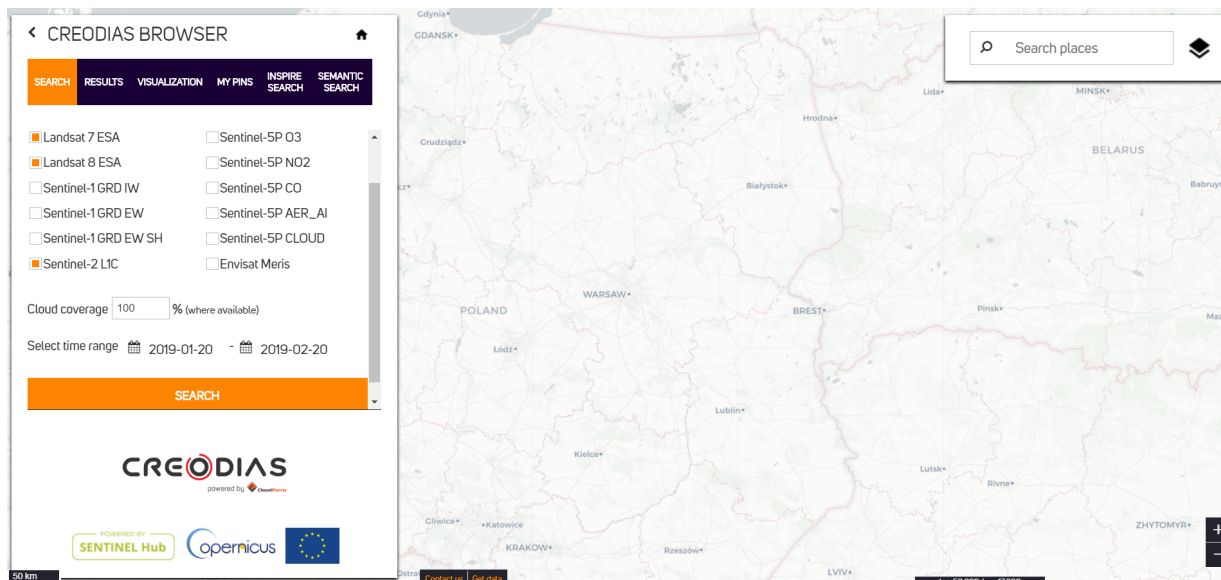 CREODIAS BROWSER
SEARCH
RESULTS
VISUALIZATION
MY PINS
INSPIRE SEARCH
SEMANTIC SEARCH
Landsat 7 ESA
Sentinel-5P O3
Landsat 8 ESA
Sentinel-5P NO2
Sentinel-1 GRD IW
Sentinel-5P CO
Sentinel-1 GRD EW
Sentinel-5P AER_AI
Sentinel-1 GRD EW SH
Sentinel-5P CLOUD
Sentinel-2 L1C
Envisat Meris
Cloud coverage 100 % (where available)
Select time range 2019-01-20 - 2019-02-20
SEARCH
CREODIAS
powered by CloudFerro
POWERED BY
SENTINEL Hub
opernicus
50 km
Search places
Gdynia
GDANSK
Lida
MINSK
Hrodna
Grudziądz
BELARUS
Białystok
WARSAW
POLAND
BREST
Pinsk
Łódź
Lublin
Kielce
Lutsk
Rivne
Gliwice
Katowice
ZHYTOMYR
KRAKOW
Rzeszów
LVIV
Contact us
Get data
+
-